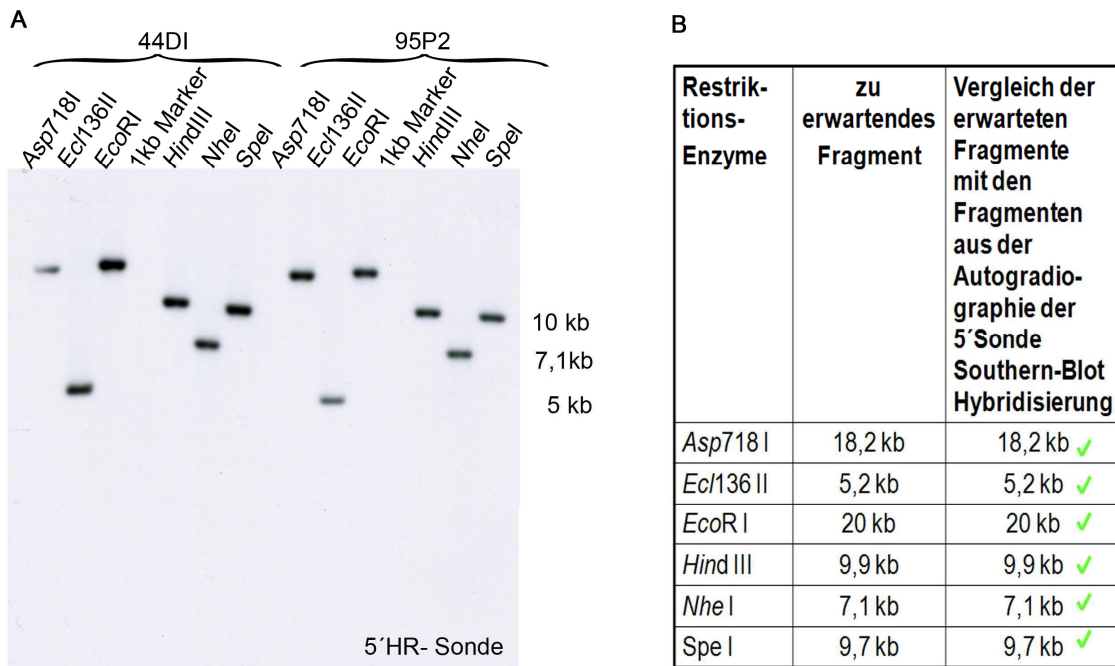 A
44DI
95P2
Asp718I
Ecl136II
EcoRI
1kb Marker
HindIII
NheI
SpeI
Asp718I
Ecl136II
EcoRI
1kb Marker
HindIII
NheI
SpeI
10 kb
7,1kb
5 kb
5´HR- Sonde
B
Restrik-
tions-
Enzyme
zu
erwartendes
Fragment
Vergleich der
erwarteten
Fragmente
mit den
Fragmenten
aus der
Autogradio-
graphie der
5´Sonde
Southern-Blot
Hybridisierung
Asp718 I 18,2 kb 18,2 kb ✓
Ecl136 II 5,2 kb 5,2 kb ✓
EcoR I 20 kb 20 kb ✓
Hind III 9,9 kb 9,9 kb ✓
Nhe I 7,1 kb 7,1 kb ✓
Spe I 9,7 kb 9,7 kb ✓